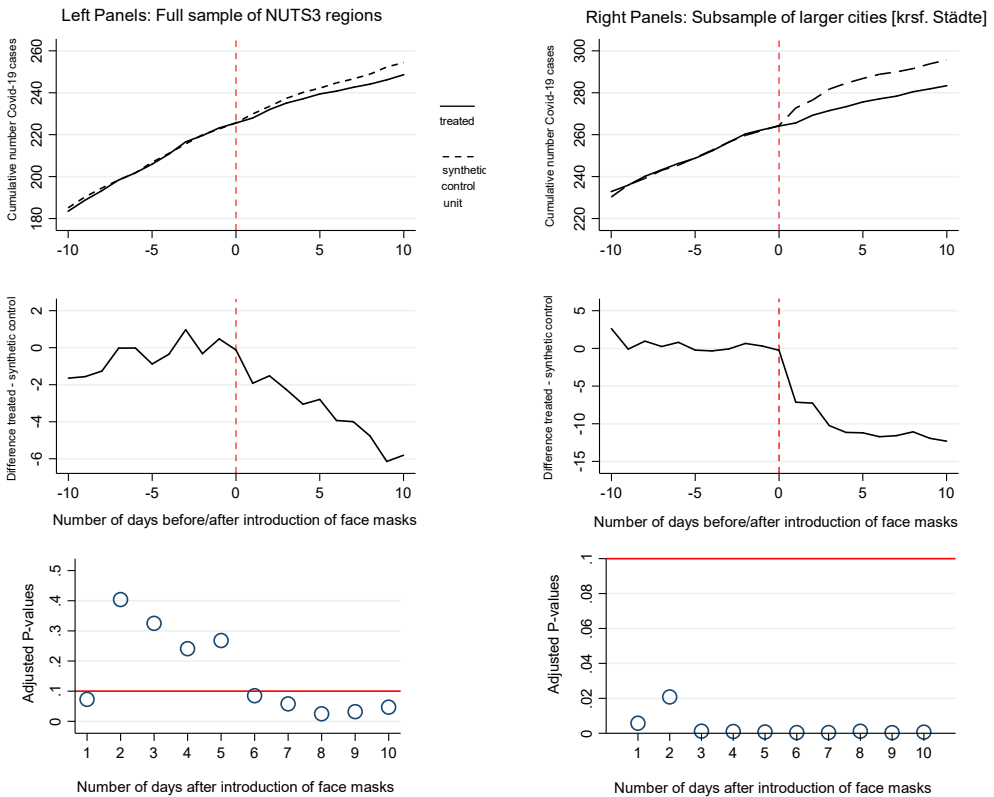 Left Panels: Full sample of NUTS3 regions
Right Panels: Subsample of larger cities [krsf. Städte]
Cumulative number Covid-19 cases
260
240
220
200
180
-10 -5 0 5 10
treated
synthetic
control
unit
Cumulative number Covid-19 cases
300
280
260
240
220
-10 -5 0 5 10
Difference treated - synthetic control
2
0
-2
-4
-6
-10 -5 0 5 10
Number of days before/after introduction of face masks
Difference treated - synthetic control
5
0
-5
-10
-15
-10 -5 0 5 10
Number of days before/after introduction of face masks
Adjusted P-values
.5
.4
.3
.2
.1
0
1 2 3 4 5 6 7 8 9 10
Number of days after introduction of face masks
Adjusted P-values
.1
.08
.06
.04
.02
0
1 2 3 4 5 6 7 8 9 10
Number of days after introduction of face masks